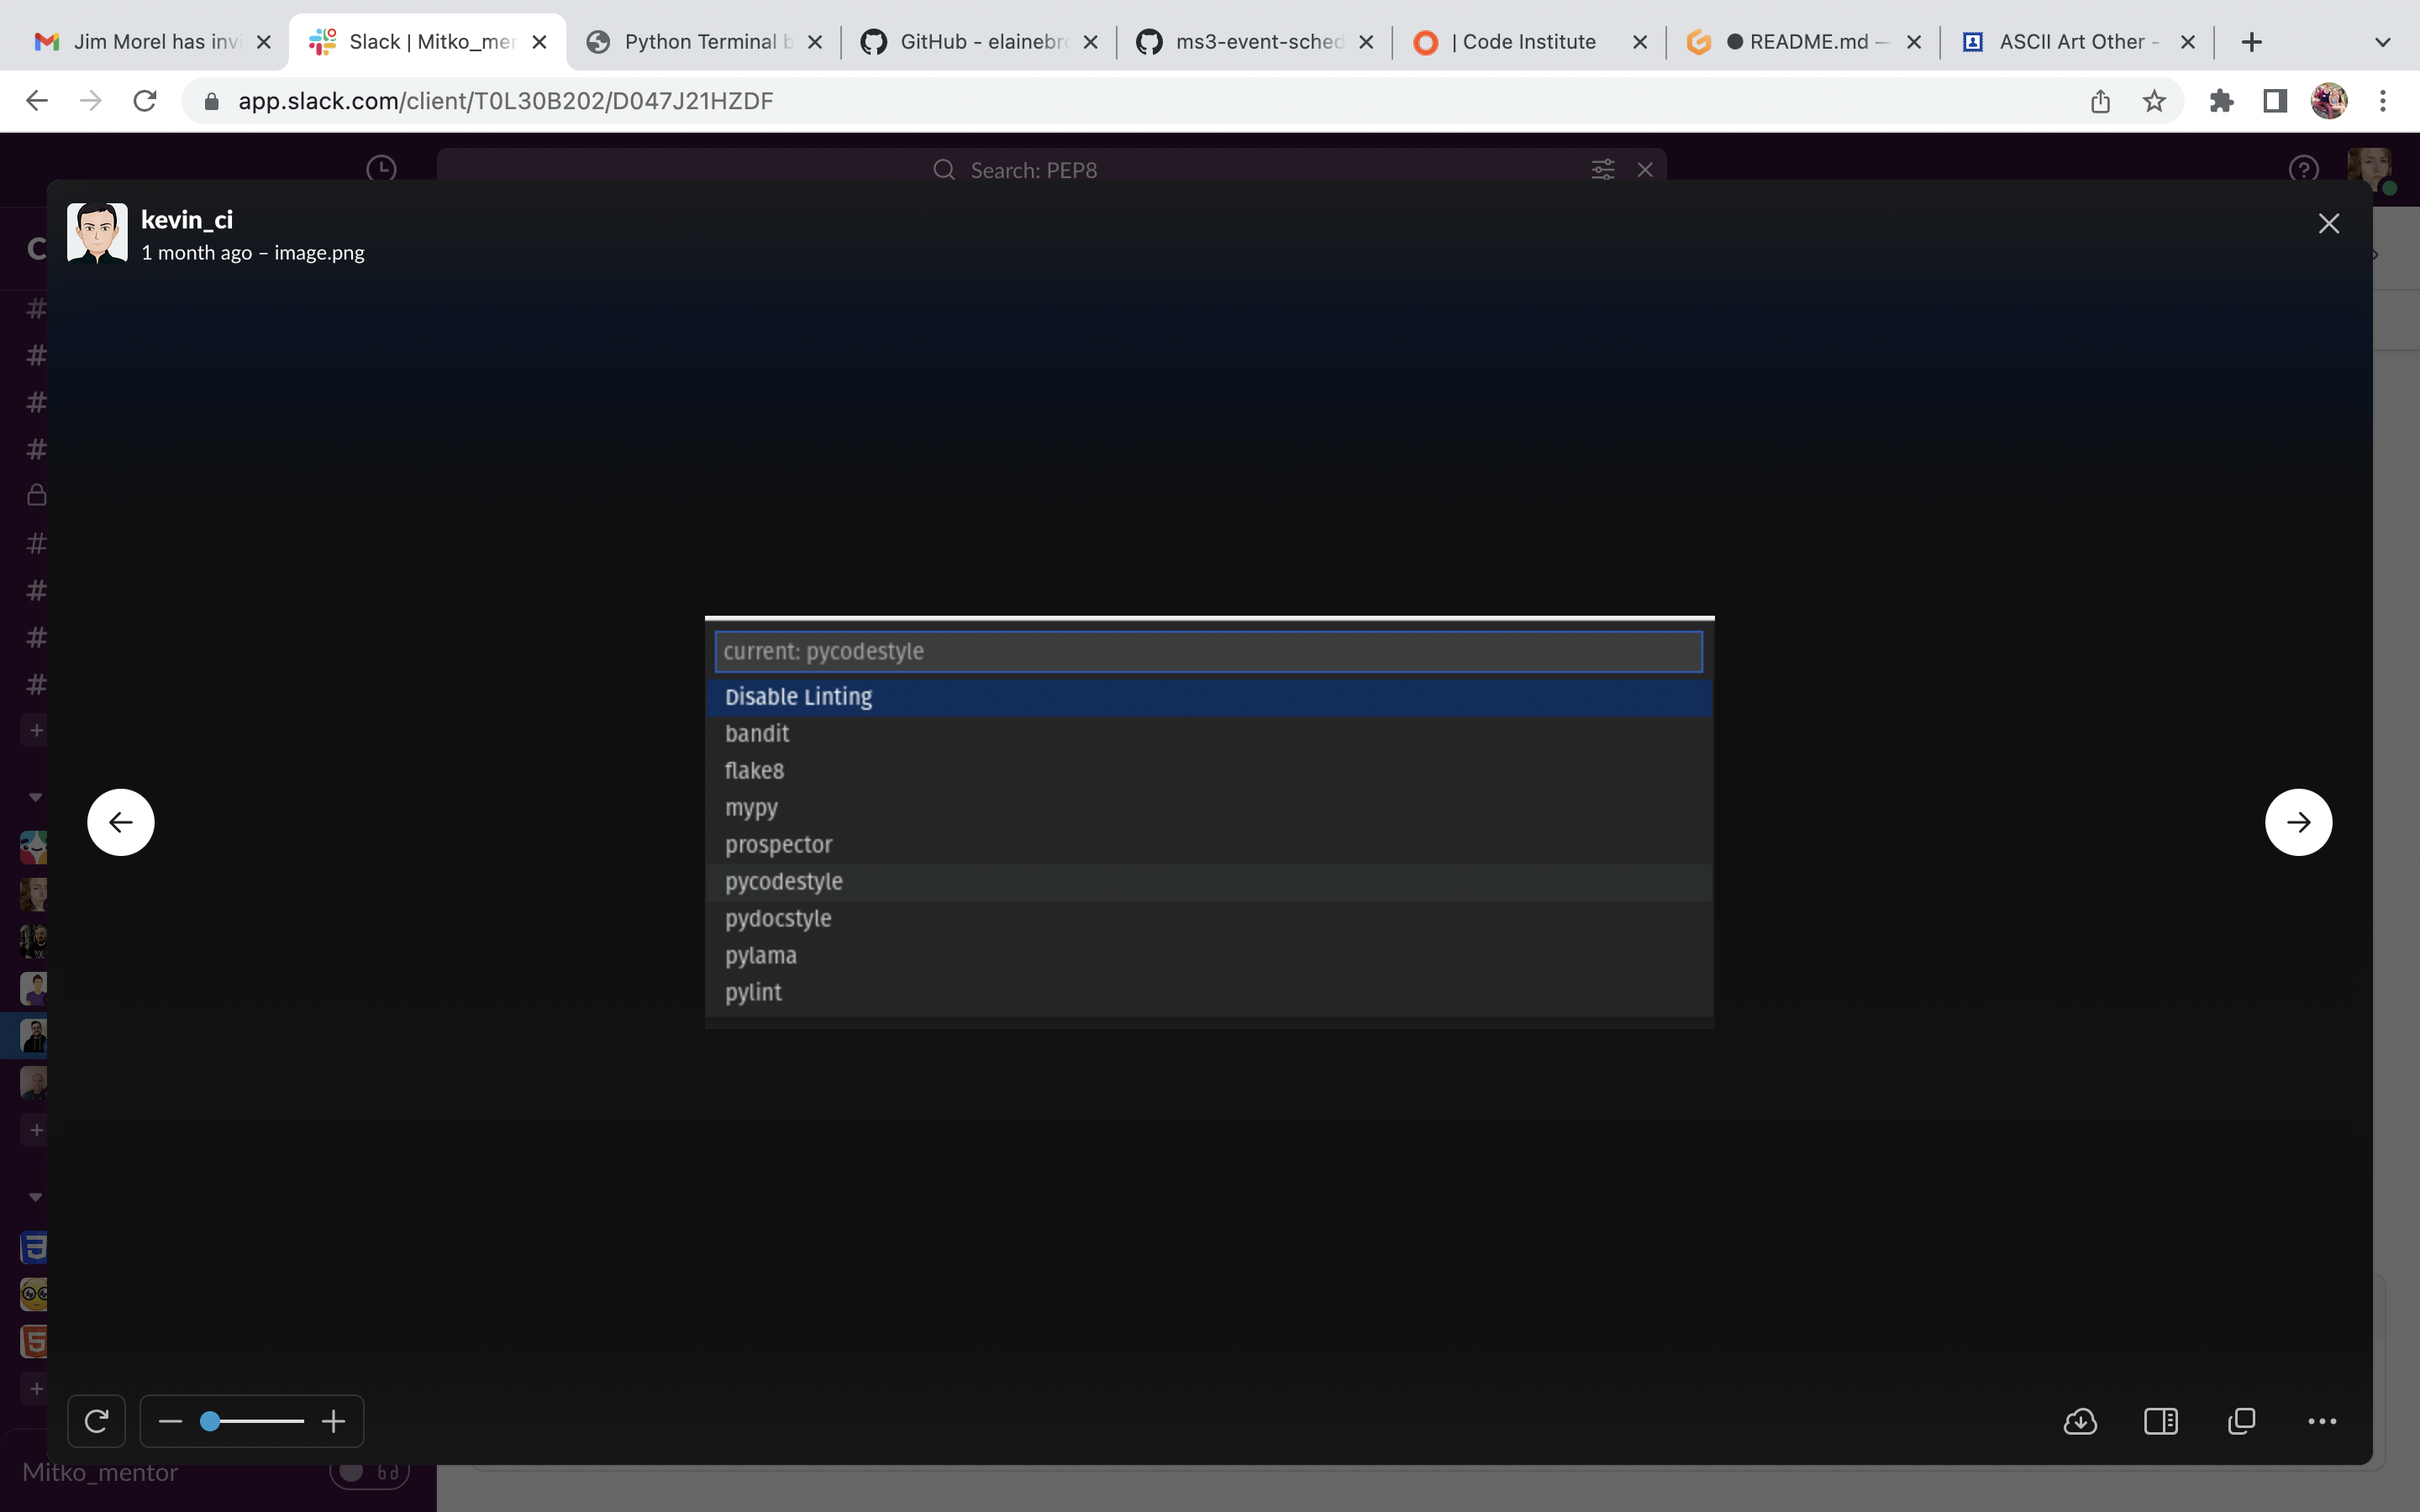 Jim Morel has inv
Slack | Mitko_mer
Python Terminal b
GitHub - elainebro
ms3-event-sched
| Code Institute
● README.md —
ASCII Art Other -
app.slack.com/client/T0L30B202/D047J21HZDF
Search: PEP8
kevin_ci
1 month ago – image.png
C
current: pycodestyle
Disable Linting
bandit
flake8
mypy
prospector
pycodestyle
pydocstyle
pylama
pylint
Mitko_mentor